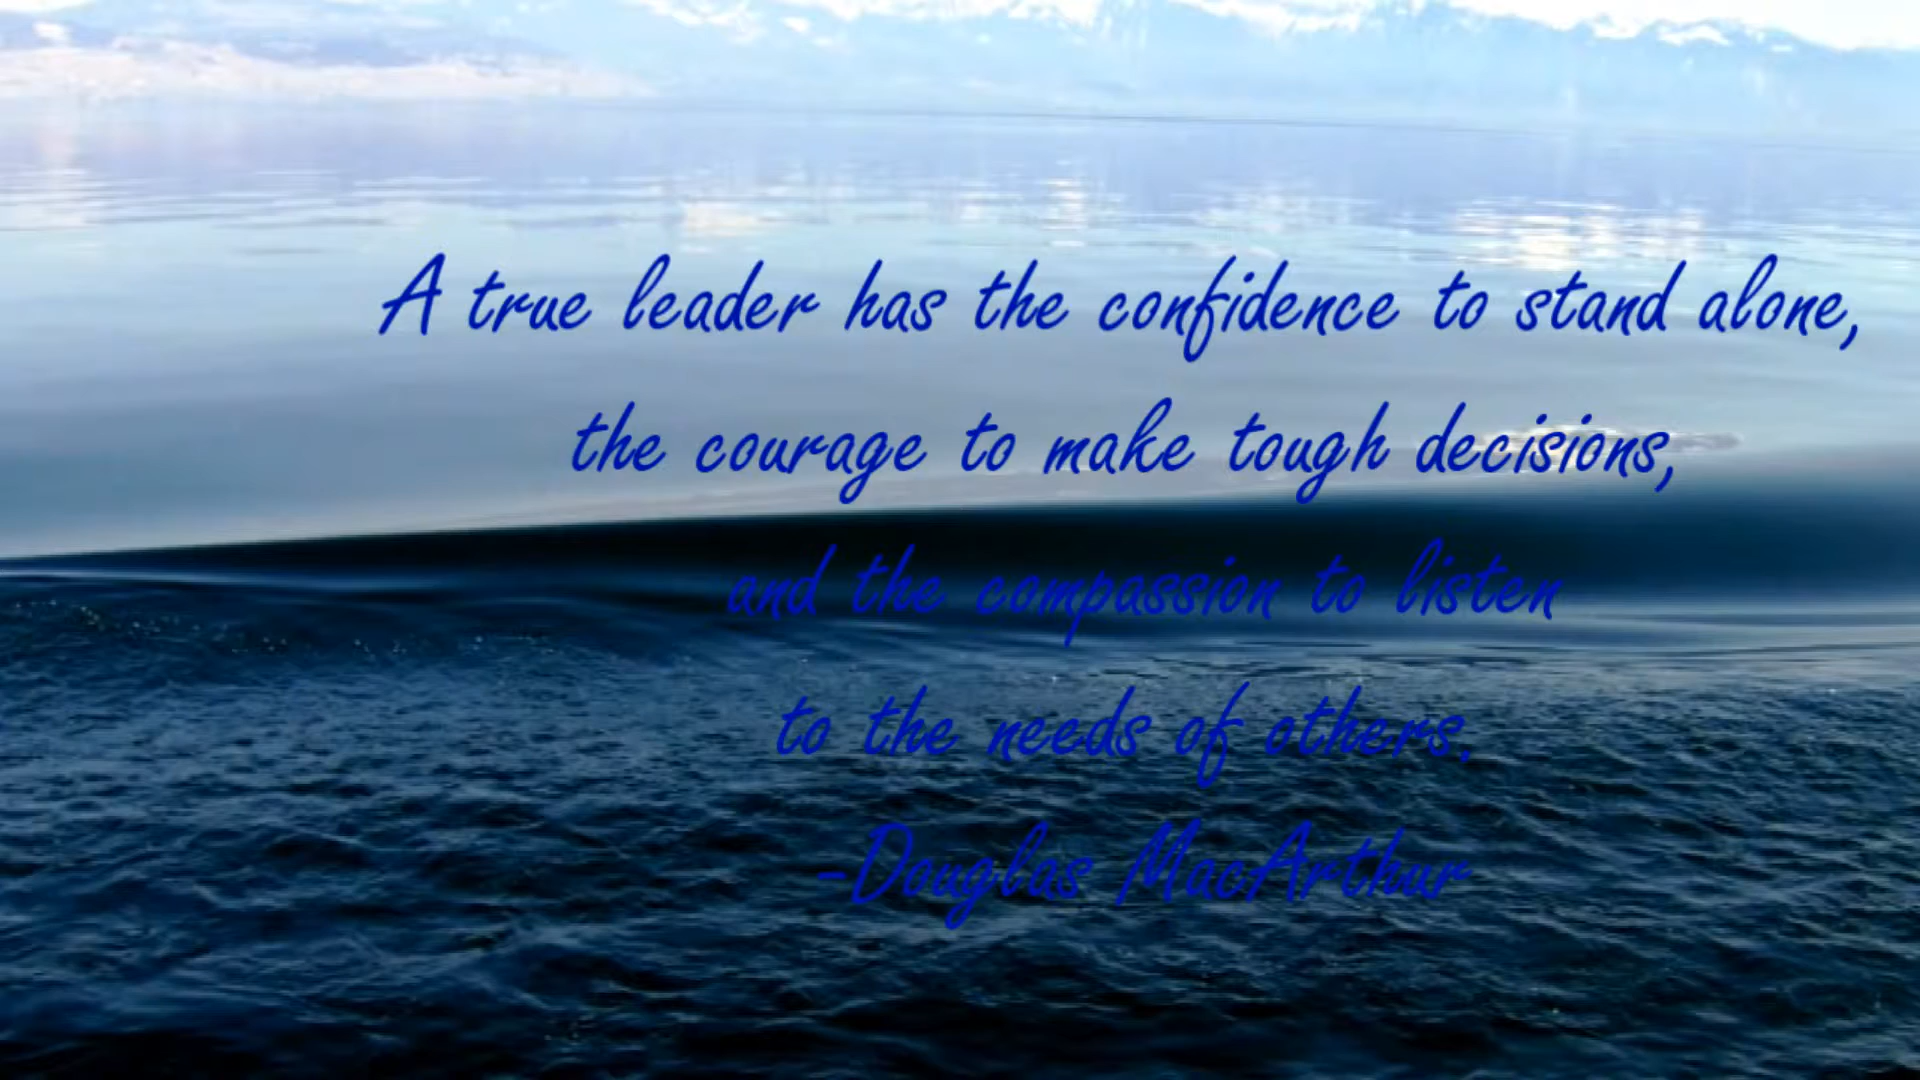 A true leader has the confidence to stand alone,
the courage to make tough decisions,
and the compassion to listen
to the needs of others.
-Douglas MacArthur